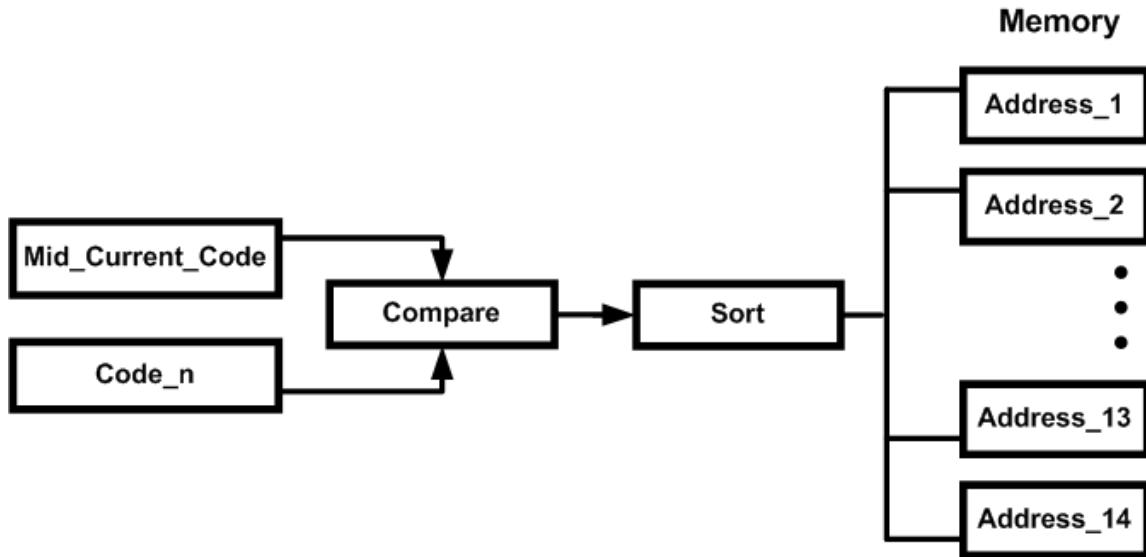 Memory
Address_1
Address_2
Mid_Current_Code
Compare
Sort
Code_n
Address_13
Address_14